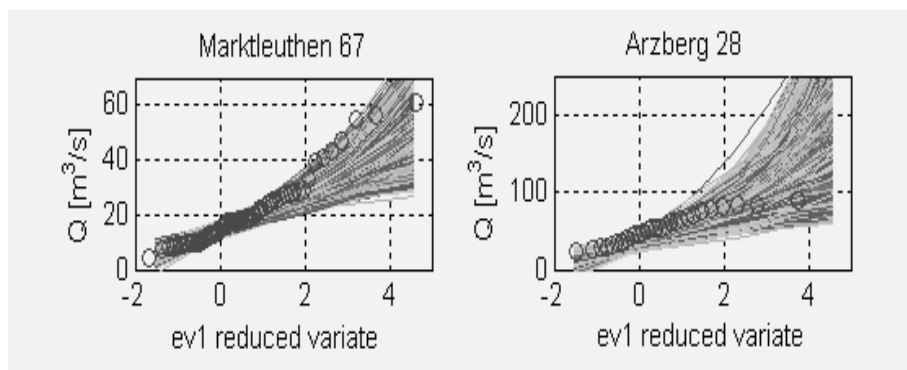 Marktleuthen 67
60
40
20
0
Q [m³/s]
-2 0 2 4
ev1 reduced variate
Arzberg 28
200
100
0
Q [m³/s]
-2 0 2 4
ev1 reduced variate